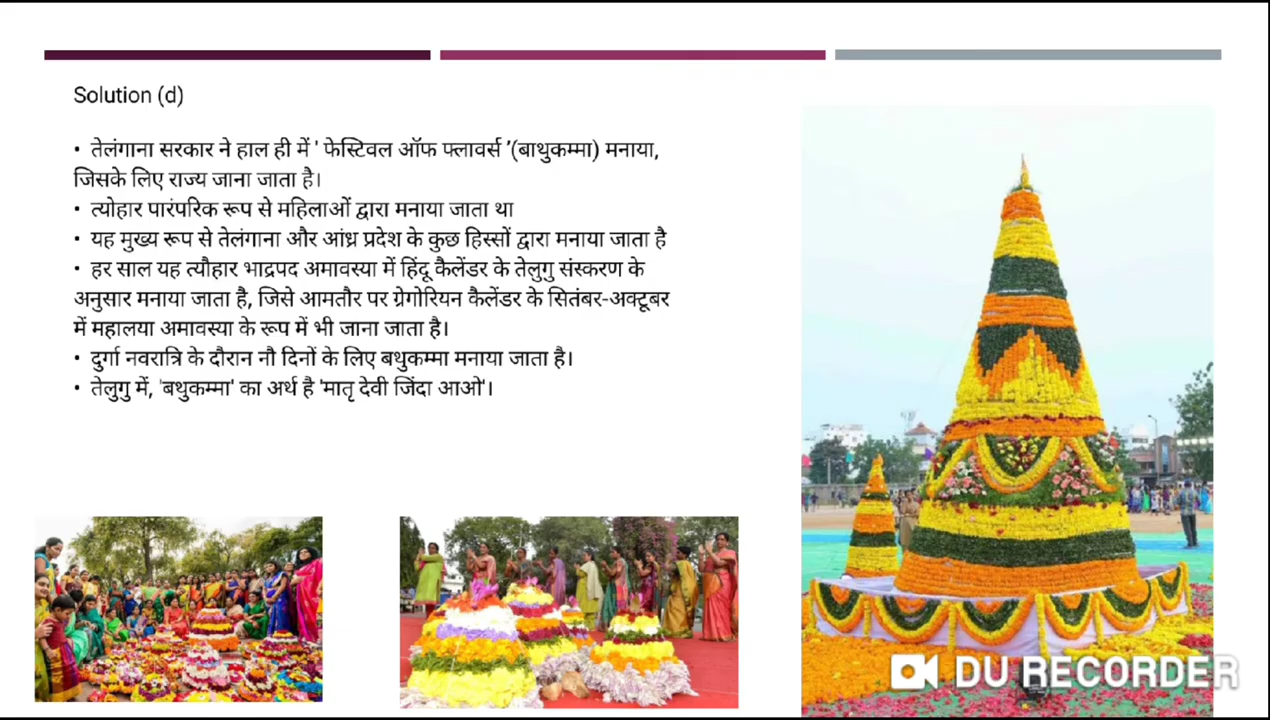 Solution (d)
• तेलंगाना सरकार ने हाल ही में ' फेस्टिवल ऑफ फ्लावर्स '(बाथुकम्मा) मनाया,
जिसके लिए राज्य जाना जाता है।
• त्योहार पारंपरिक रूप से महिलाओं द्वारा मनाया जाता था
• यह मुख्य रूप से तेलंगाना और आंध्र प्रदेश के कुछ हिस्सों द्वारा मनाया जाता है
• हर साल यह त्यौहार भाद्रपद अमावस्या में हिंदू कैलेंडर के तेलुगु संस्करण के
अनुसार मनाया जाता है, जिसे आमतौर पर ग्रेगोरियन कैलेंडर के सितंबर-अक्टूबर
में महालया अमावस्या के रूप में भी जाना जाता है।
• दुर्गा नवरात्रि के दौरान नौ दिनों के लिए बथुकम्मा मनाया जाता है।
• तेलुगु में, 'बथुकम्मा' का अर्थ है 'मातृ देवी जिंदा आओ'।
DU RECORDER